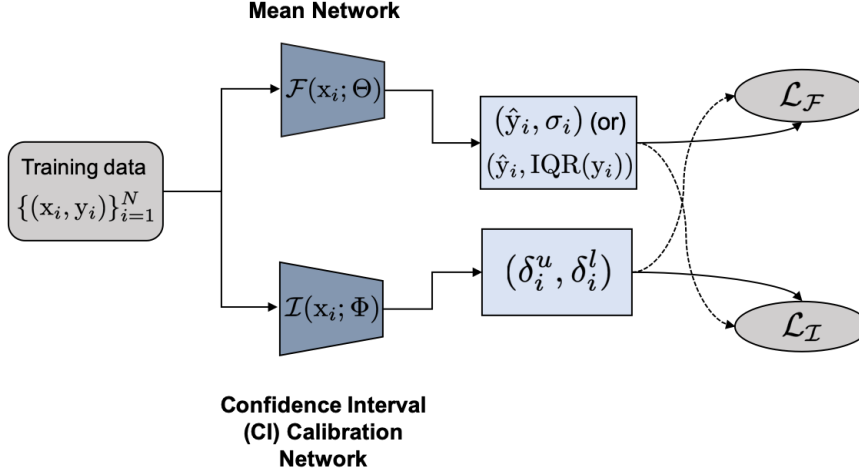 Mean Network
ℱ(x_i; Θ)
ℒ_ℱ
(ŷ_i, σ_i) (or)
(ŷ_i, IQR(y_i))
Training data
{(x_i, y_i)}_{i=1}^N
(δ_i^u, δ_i^l)
ℐ(x_i; Φ)
ℒ_ℐ
Confidence Interval
(CI) Calibration
Network